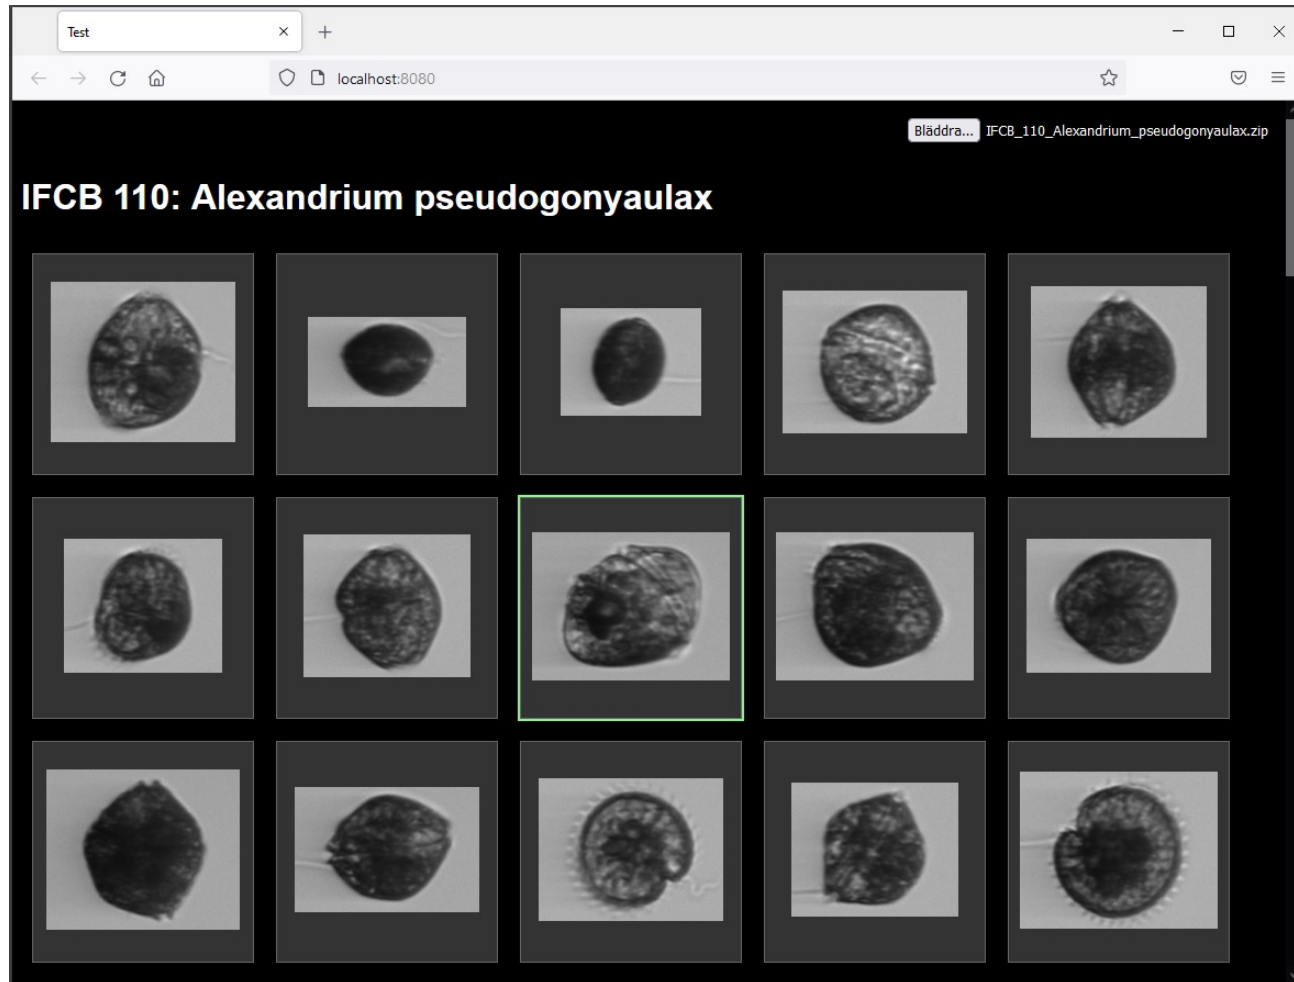 Test
localhost:8080
Bläddra... IFCB_110_Alexandrium_pseudogonyaulax.zip
IFCB 110: Alexandrium pseudogonyaulax